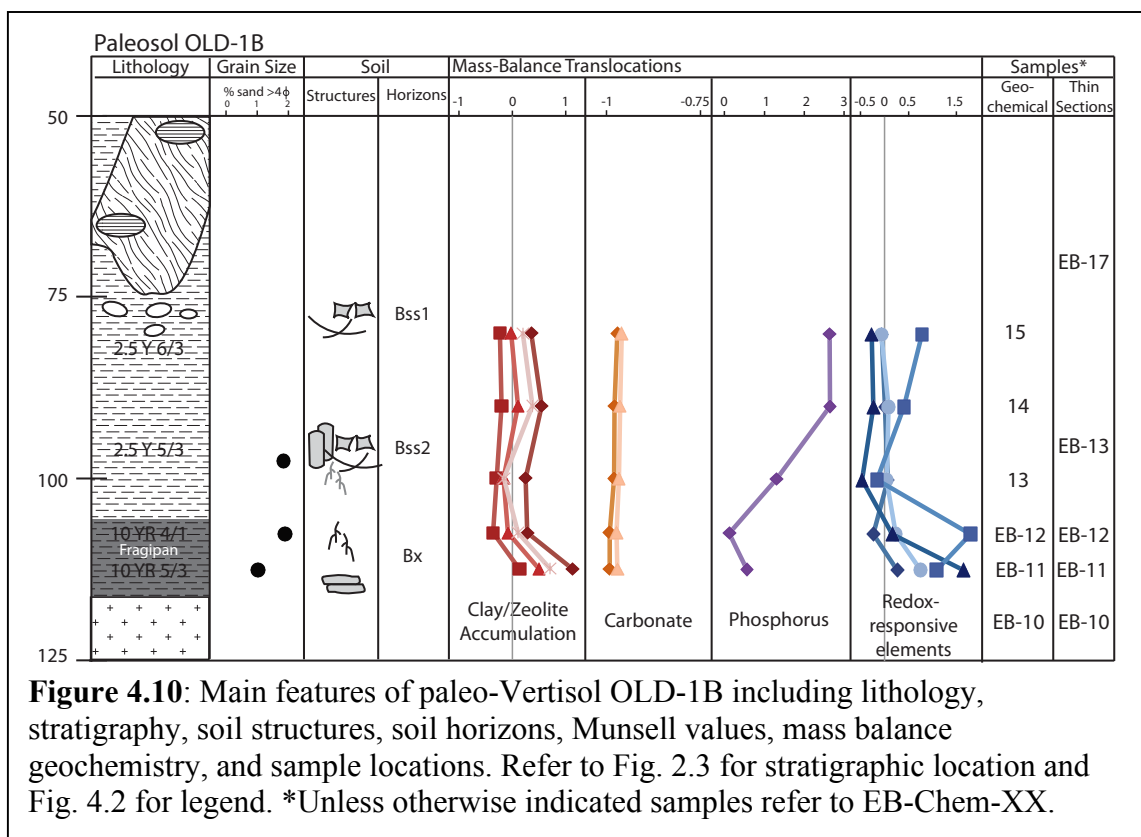 Paleosol OLD-1B
Lithology Grain Size Soil Mass-Balance Translocations Samples*
% sand >4ϕ Structures Horizons Geo-chemical Thin Sections
0 1 2 -1 0 1 -1 -0.75 0 1 2 3 -0.5 0 0.5 1.5
50
EB-17
75
Bss1
2.5 Y 6/3 15
14
2.5 Y 5/3 Bss2 EB-13
100 13
10 YR 4/1 EB-12 EB-12
Fragipan Bx
10 YR 5/3 EB-11 EB-11
Clay/Zeolite Accumulation Carbonate Phosphorus Redox-responsive elements EB-10 EB-10
125
Figure 4.10: Main features of paleo-Vertisol OLD-1B including lithology,
stratigraphy, soil structures, soil horizons, Munsell values, mass balance
geochemistry, and sample locations. Refer to Fig. 2.3 for stratigraphic location and
Fig. 4.2 for legend. *Unless otherwise indicated samples refer to EB-Chem-XX.